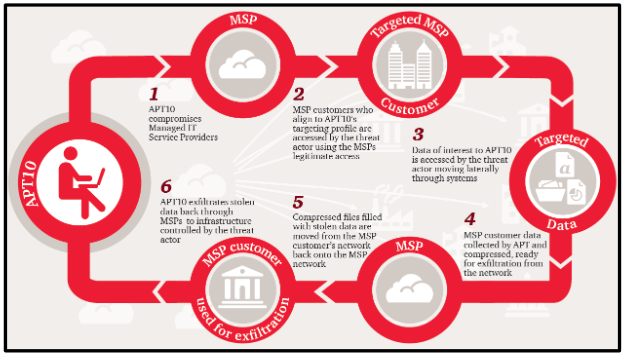 MSP
Targeted MSP
Customer
1
APT10
compromises
Managed IT
Service Providers
2
MSP customers who
align to APT10's
targeting profile are
accessed by the threat
actor using the MSPs
legitimate access
3
Data of interest to APT10
is accessed by the threat
actor moving laterally
through systems
Targeted
a
Data
4
MSP customer data
collected by APT and
compressed, ready
for exfiltration from
the network
MSP
5
Compressed files filled
with stolen data are
moved from the MSP
customer's network
back onto the MSP
network
MSP customer
used for exfiltration
6
APT10 exfiltrates stolen
data back through
MSPs to infrastructure
controlled by the threat
actor
APT10